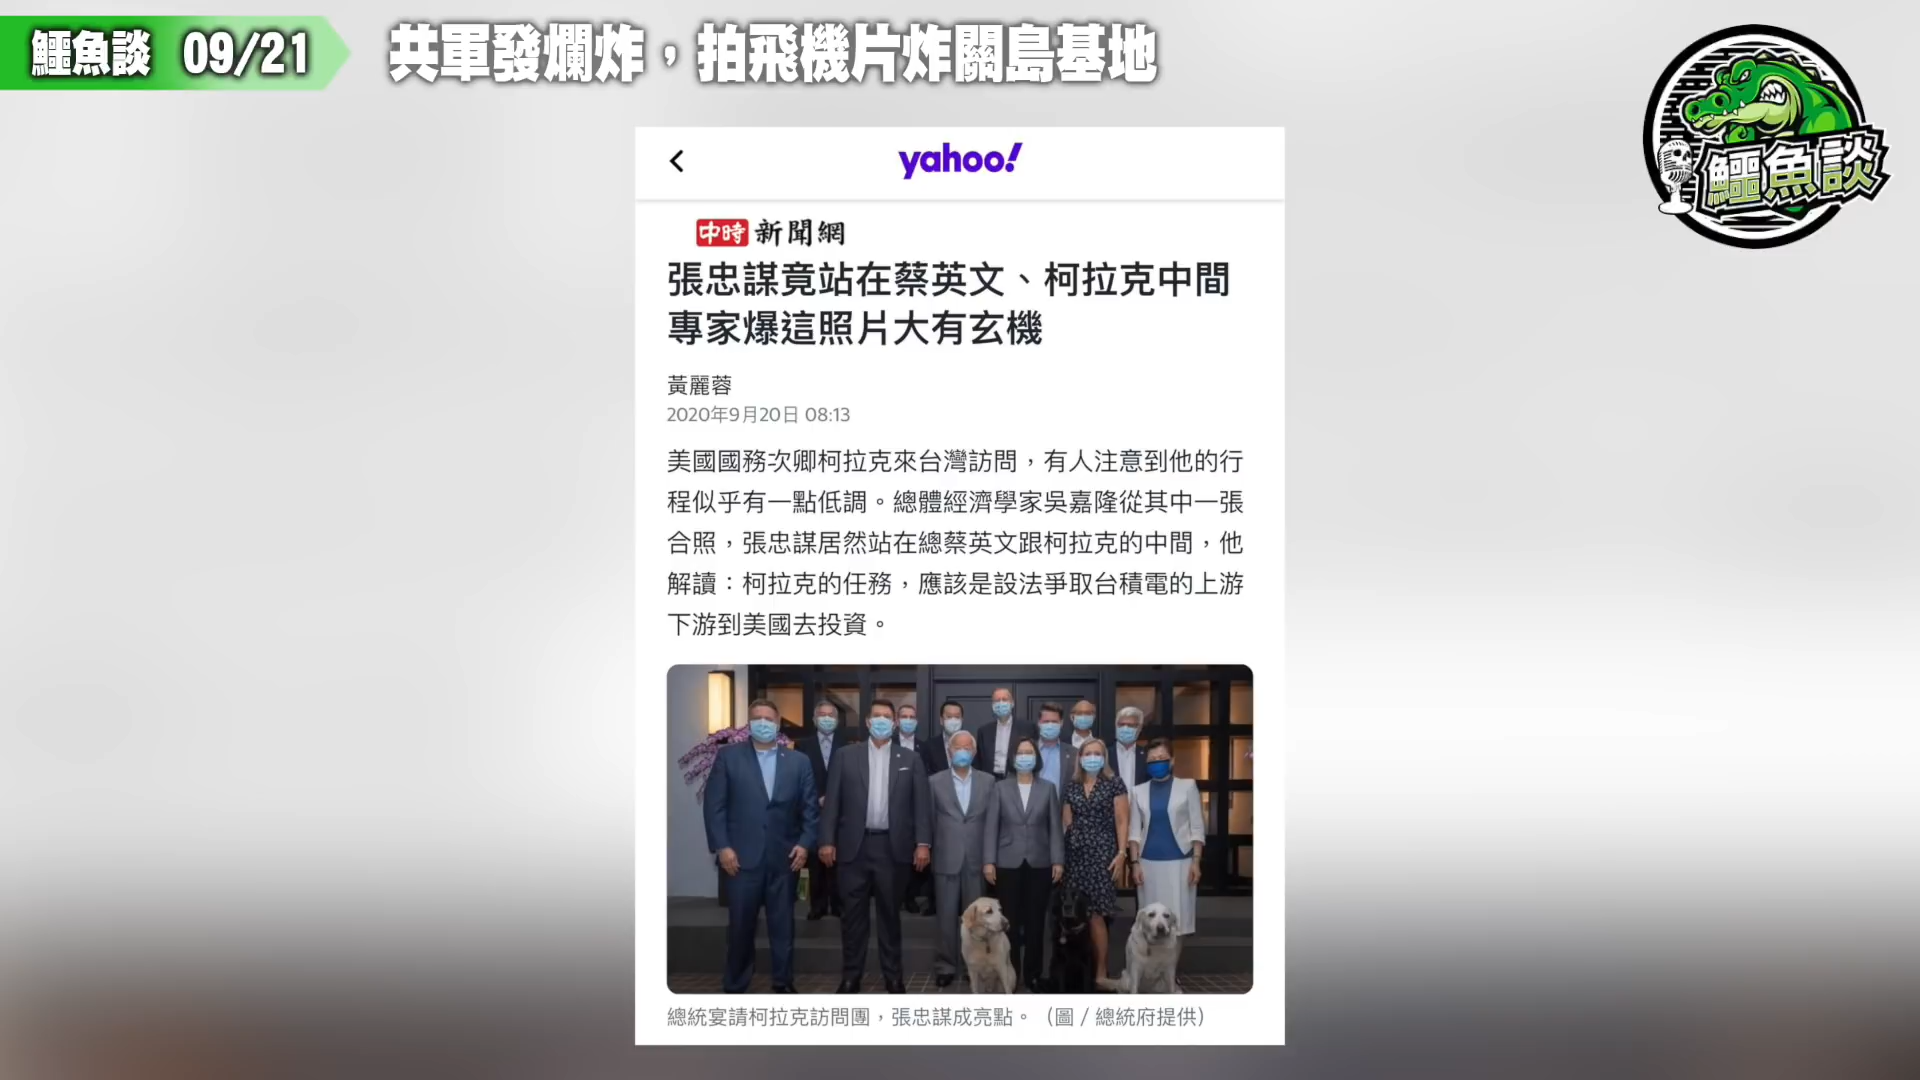 鱷魚談 09/21
共軍發爛炸，拍飛機片炸關島基地
鱷魚談
yahoo!
中時新聞網
張忠謀竟站在蔡英文、柯拉克中間
專家爆這照片大有玄機
黃麗蓉
2020年9月20日 08:13
美國國務次卿柯拉克來台灣訪問，有人注意到他的行
程似乎有一點低調。總體經濟學家吳嘉隆從其中一張
合照，張忠謀居然站在總蔡英文跟柯拉克的中間，他
解讀：柯拉克的任務，應該是設法爭取台積電的上游
下游到美國去投資。
總統宴請柯拉克訪問團，張忠謀成亮點。（圖 / 總統府提供）